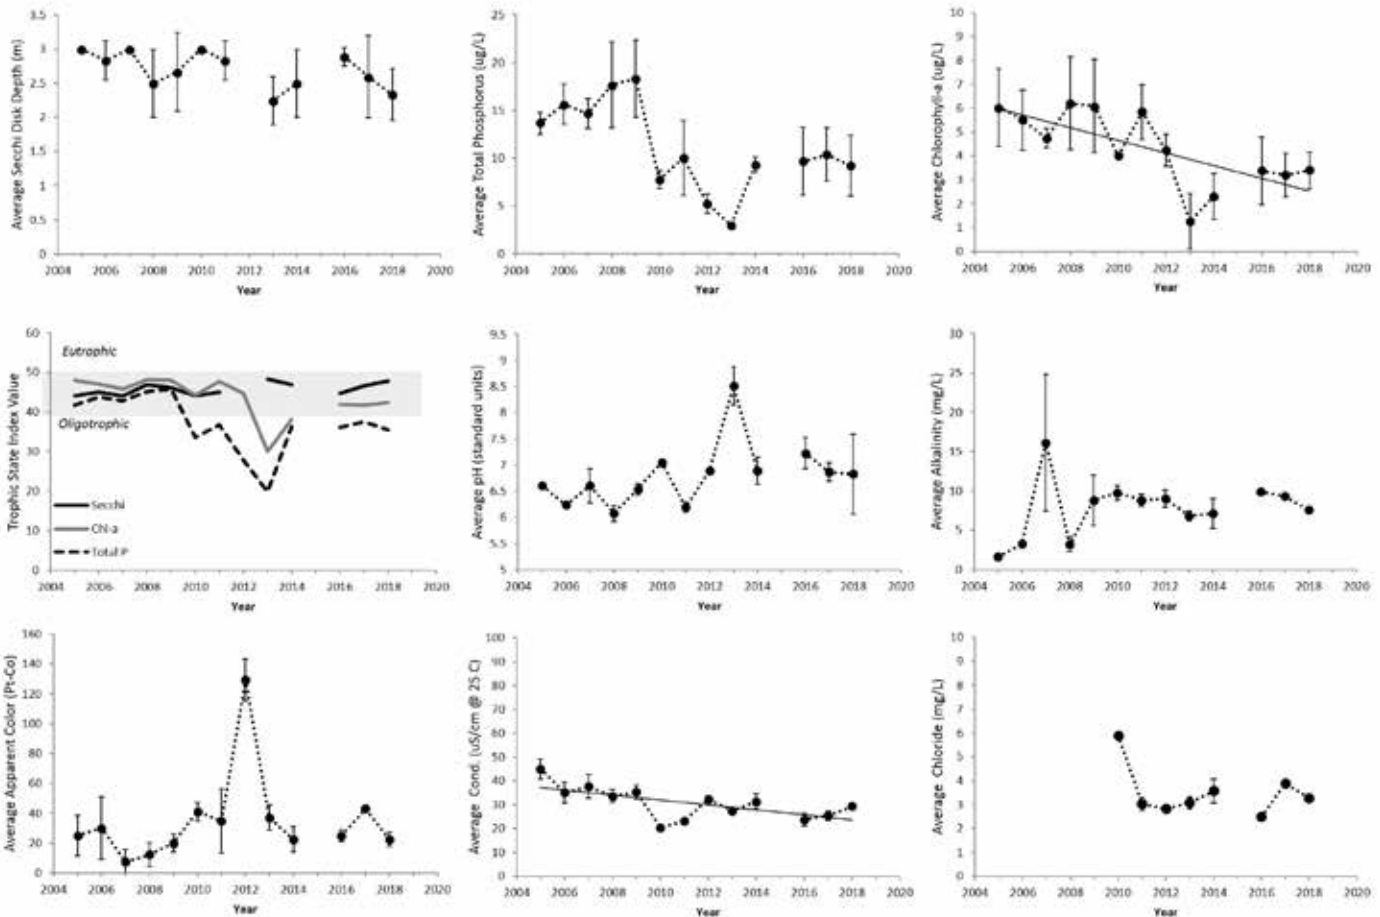 Average Secchi Disk Depth (m)
3.5
3
2.5
2
1.5
1
0.5
0
2004 2006 2008 2010 2012 2014 2016 2018 2020
Year
Average Total Phosphorus (ug/L)
25
20
15
10
5
0
2004 2006 2008 2010 2012 2014 2016 2018 2020
Year
Average Chlorophyll-a (ug/L)
10
9
8
7
6
5
4
3
2
1
0
2004 2006 2008 2010 2012 2014 2016 2018 2020
Year
Trophic State Index Value
60
50
40
30
20
10
0
Eutrophic
Oligotrophic
Secchi
Chl-a
Total P
2004 2006 2008 2010 2012 2014 2016 2018 2020
Year
Average pH (standard units)
9.5
9
8.5
8
7.5
7
6.5
6
5.5
5
2004 2006 2008 2010 2012 2014 2016 2018 2020
Year
Average Alkalinity (mg/L)
30
25
20
15
10
5
0
2004 2006 2008 2010 2012 2014 2016 2018 2020
Year
Average Apparent Color (Pt-Co)
160
140
120
100
80
60
40
20
0
2004 2006 2008 2010 2012 2014 2016 2018 2020
Year
Average Cond. (uS/cm @ 25 C)
100
90
80
70
60
50
40
30
20
10
0
2004 2006 2008 2010 2012 2014 2016 2018 2020
Year
Average Chloride (mg/L)
10
9
8
7
6
5
4
3
2
1
0
2004 2006 2008 2010 2012 2014 2016 2018 2020
Year